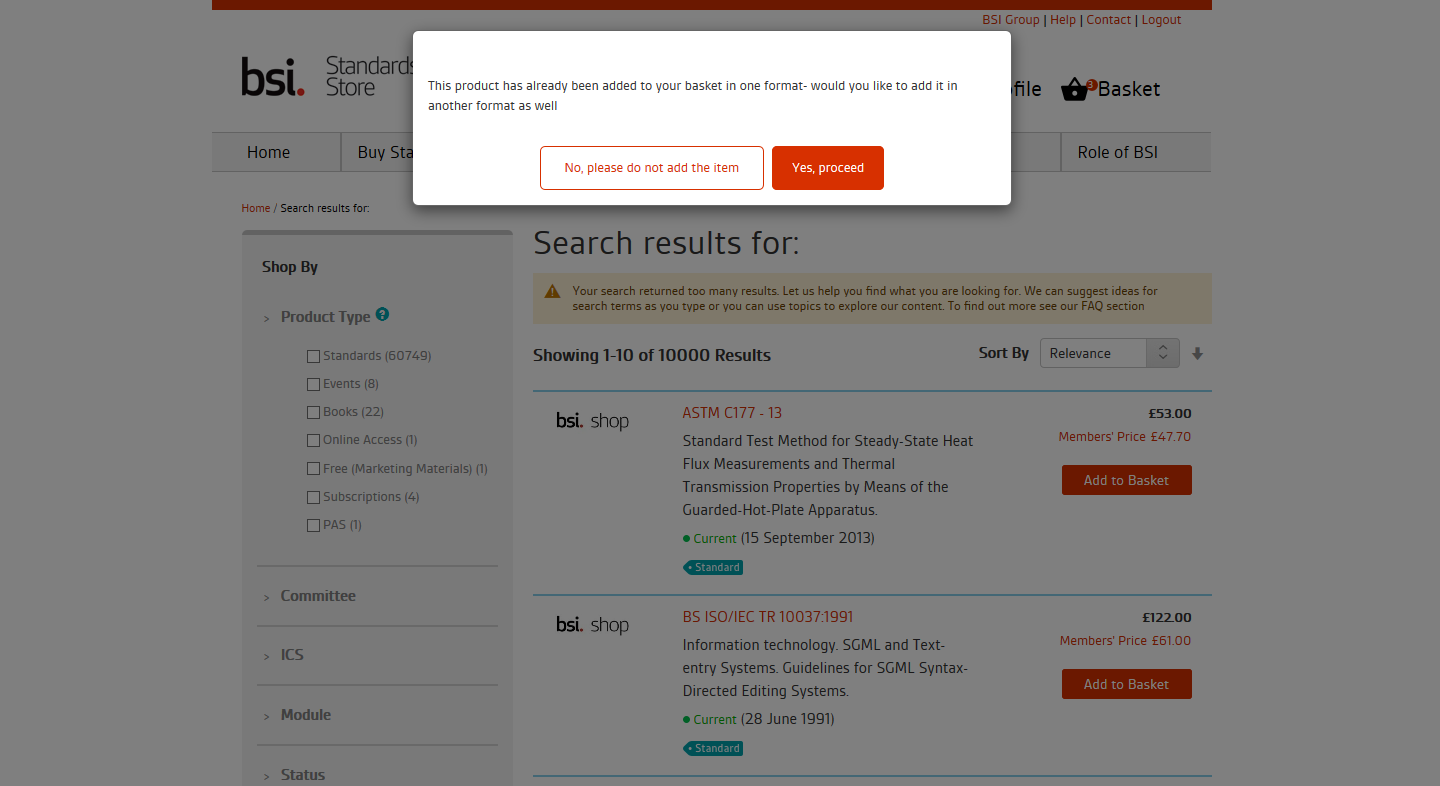 BSI Group | Help | Contact | Logout
This product has already been added to your basket in one format- would you like to add it in
another format as well
No, please do not add the item
Yes, proceed
bsi.
Standards
Store
3
Basket
Home
Buy Sta
Role of BSI
Home / Search results for:
Shop By
> Product Type ?
Standards (60749)
Events (8)
Books (22)
Online Access (1)
Free (Marketing Materials) (1)
Subscriptions (4)
PAS (1)
> Committee
> ICS
> Module
> Status
Search results for:
Your search returned too many results. Let us help you find what you are looking for. We can suggest ideas for
search terms as you type or you can use topics to explore our content. To find out more see our FAQ section
Showing 1-10 of 10000 Results
Sort By
Relevance
bsi. shop
ASTM C177 - 13
Standard Test Method for Steady-State Heat
Flux Measurements and Thermal
Transmission Properties by Means of the
Guarded-Hot-Plate Apparatus.
Current (15 September 2013)
Standard
£53.00
Members' Price £47.70
Add to Basket
bsi. shop
BS ISO/IEC TR 10037:1991
Information technology. SGML and Text-
entry Systems. Guidelines for SGML Syntax-
Directed Editing Systems.
Current (28 June 1991)
Standard
£122.00
Members' Price £61.00
Add to Basket